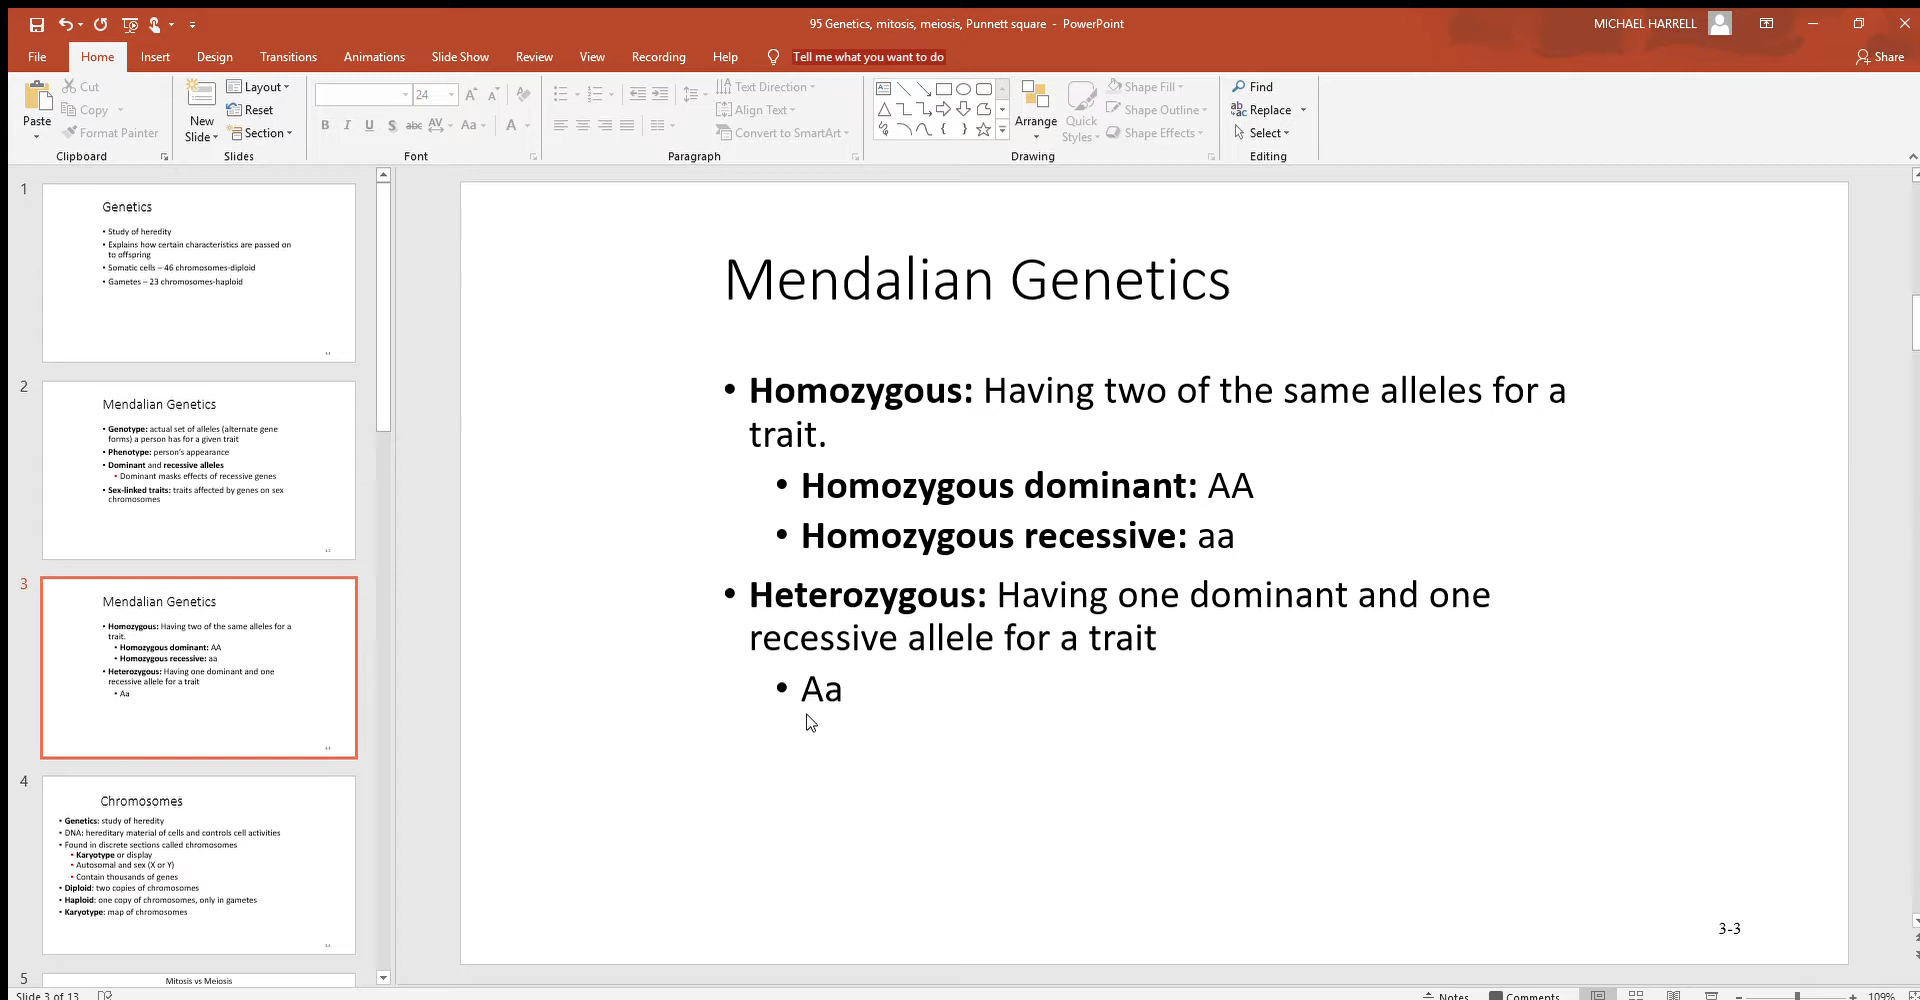 95 Genetics, mitosis, meiosis, Punnett square - PowerPoint
MICHAEL HARRELL
File Home Insert Design Transitions Animations Slide Show Review View Recording Help Tell me what you want to do
Share
Paste
Cut
Copy
Format Painter
Clipboard
New
Slide
Layout
Reset
Section
Slides
24
B I U S abc AV Aa A
Font
Text Direction
Align Text
Convert to SmartArt
Paragraph
Arrange
Quick
Styles
Shape Fill
Shape Outline
Shape Effects
Drawing
Find
Replace
Select
Editing
1
Genetics
• Study of heredity
• Explains how certain characteristics are passed on
to offspring
• Somatic cells – 46 chromosomes-diploid
• Gametes – 23 chromosomes-haploid
2
Mendalian Genetics
• Genotype: actual set of alleles (alternate gene
forms) a person has for a given trait
• Phenotype: person's appearance
• Dominant and recessive alleles
• Dominant masks effects of recessive genes
• Sex-linked traits: traits affected by genes on sex
chromosomes
3
Mendalian Genetics
• Homozygous: Having two of the same alleles for a
trait.
• Homozygous dominant: AA
• Homozygous recessive: aa
• Heterozygous: Having one dominant and one
recessive allele for a trait
• Aa
4
Chromosomes
• Genetics: study of heredity
• DNA: hereditary material of cells and controls cell activities
• Found in discrete sections called chromosomes
• Karyotype or display
• Autosomal and sex (X or Y)
• Contain thousands of genes
• Diploid: two copies of chromosomes
• Haploid: one copy of chromosomes, only in gametes
• Karyotype: map of chromosomes
5
Mitosis vs Meiosis
Mendalian Genetics
• Homozygous: Having two of the same alleles for a
trait.
• Homozygous dominant: AA
• Homozygous recessive: aa
• Heterozygous: Having one dominant and one
recessive allele for a trait
• Aa
3-3
Slide 3 of 13
Notes
Comments
109%